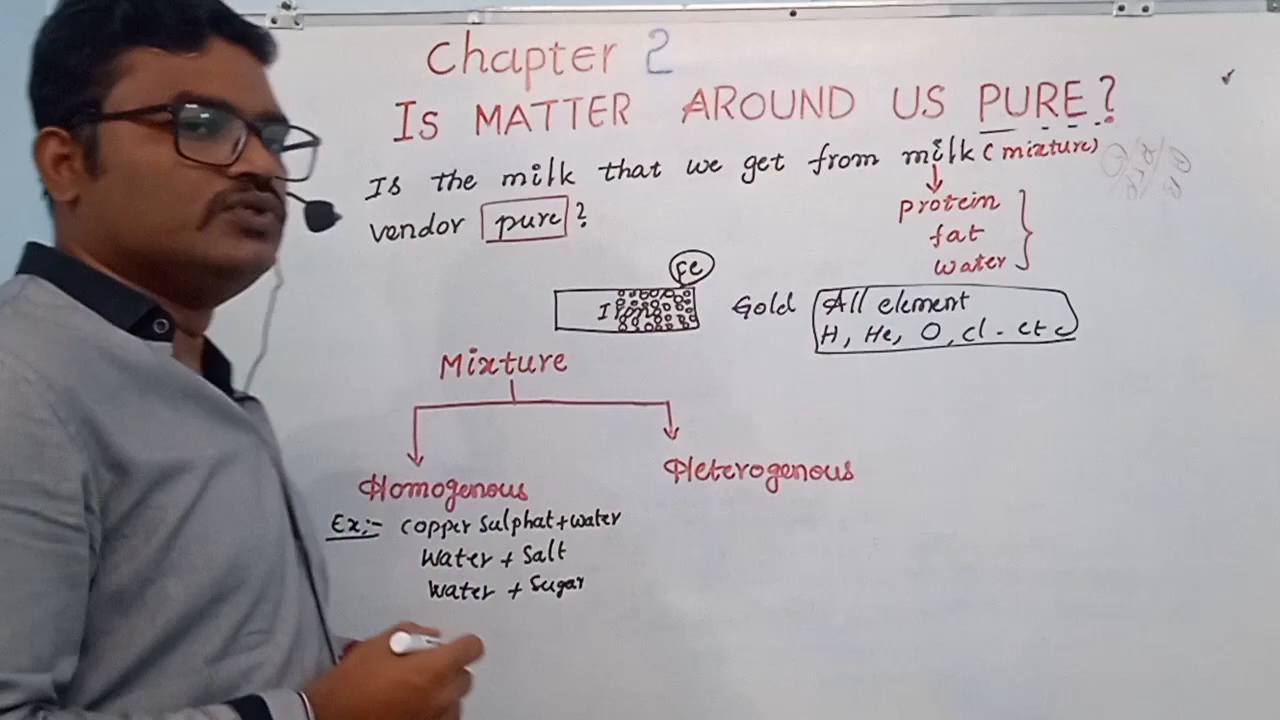 Chapter 2
Is MATTER AROUND US PURE?
Is the milk that we get from
vendor pure?
milk (mixture)
protein
fat
water
Fe
Iron
Gold
All element
H, He, O, Cl - etc
Mixture
Homogenous
Heterogenous
Ex:- Copper Sulphat+water
Water + Salt
Water + Sugar